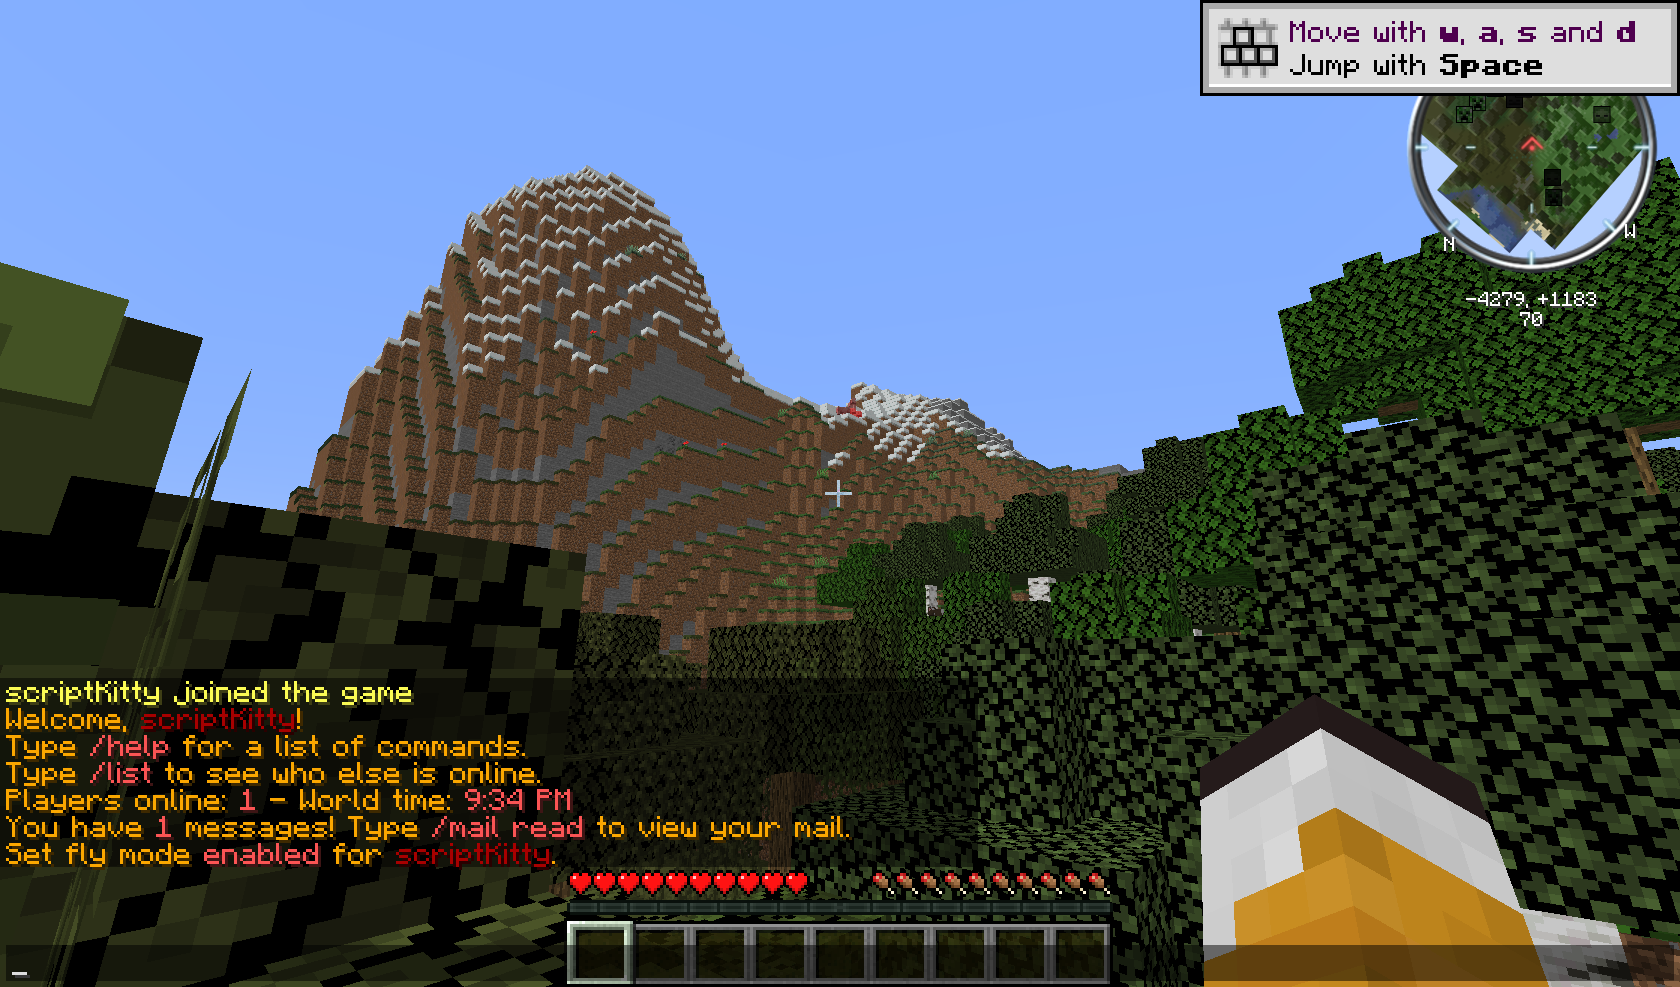 Move with w, a, s and d
Jump with Space
N
W
-4279, +1183
70
scriptKitty joined the game
Welcome, scriptKitty!
Type /help for a list of commands.
Type /list to see who else is online.
Players online: 1 - World time: 9:34 PM
You have 1 messages! Type /mail read to view your mail.
Set fly mode enabled for scriptKitty.
_